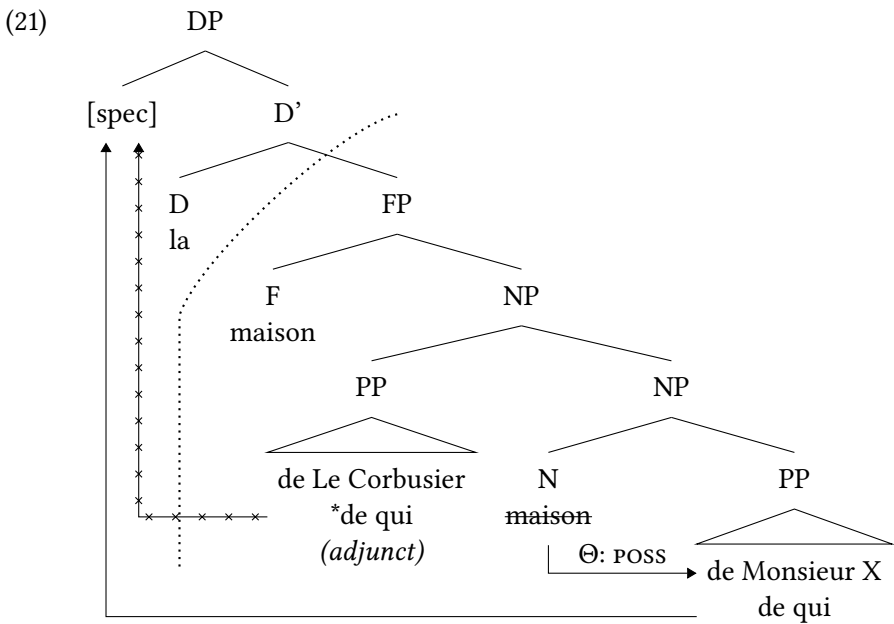 (21) DP
[spec] D’
D FP
la
F NP
maison
PP NP
de Le Corbusier N PP
*de qui maison
(adjunct)
Θ: POSS de Monsieur X
de qui